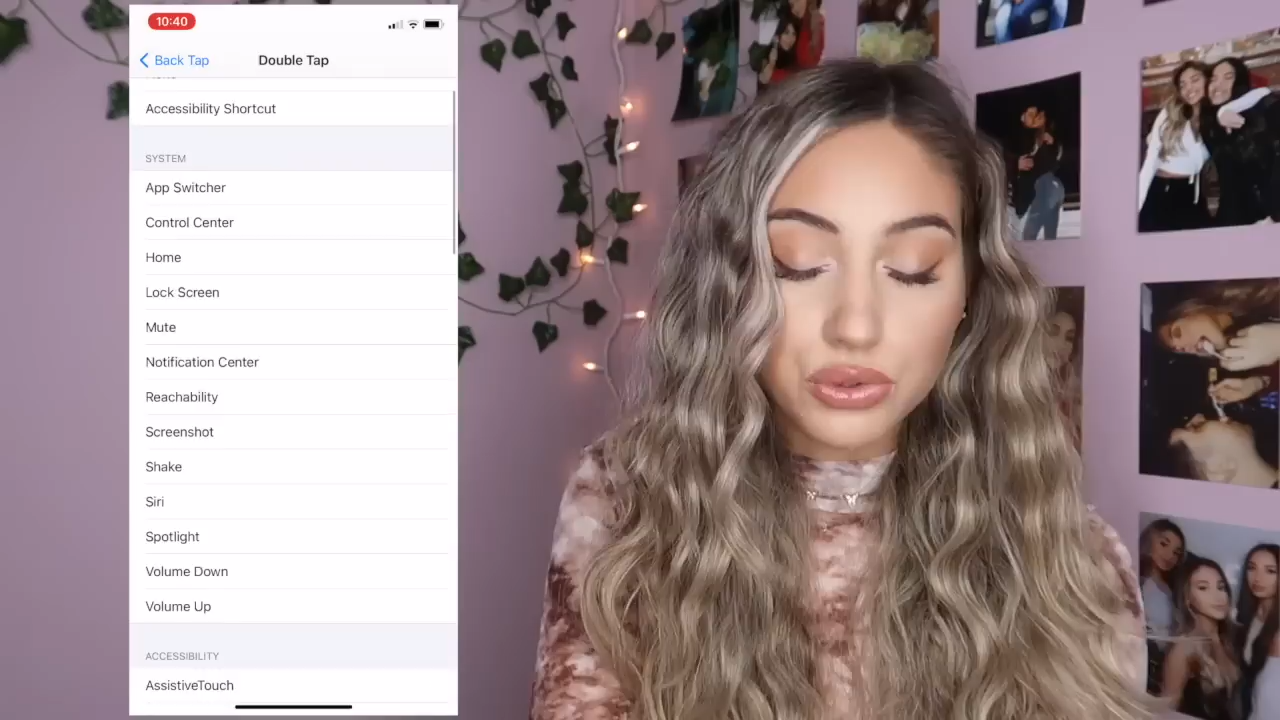 10:40
Back Tap
Double Tap
Accessibility Shortcut
SYSTEM
App Switcher
Control Center
Home
Lock Screen
Mute
Notification Center
Reachability
Screenshot
Shake
Siri
Spotlight
Volume Down
Volume Up
ACCESSIBILITY
AssistiveTouch